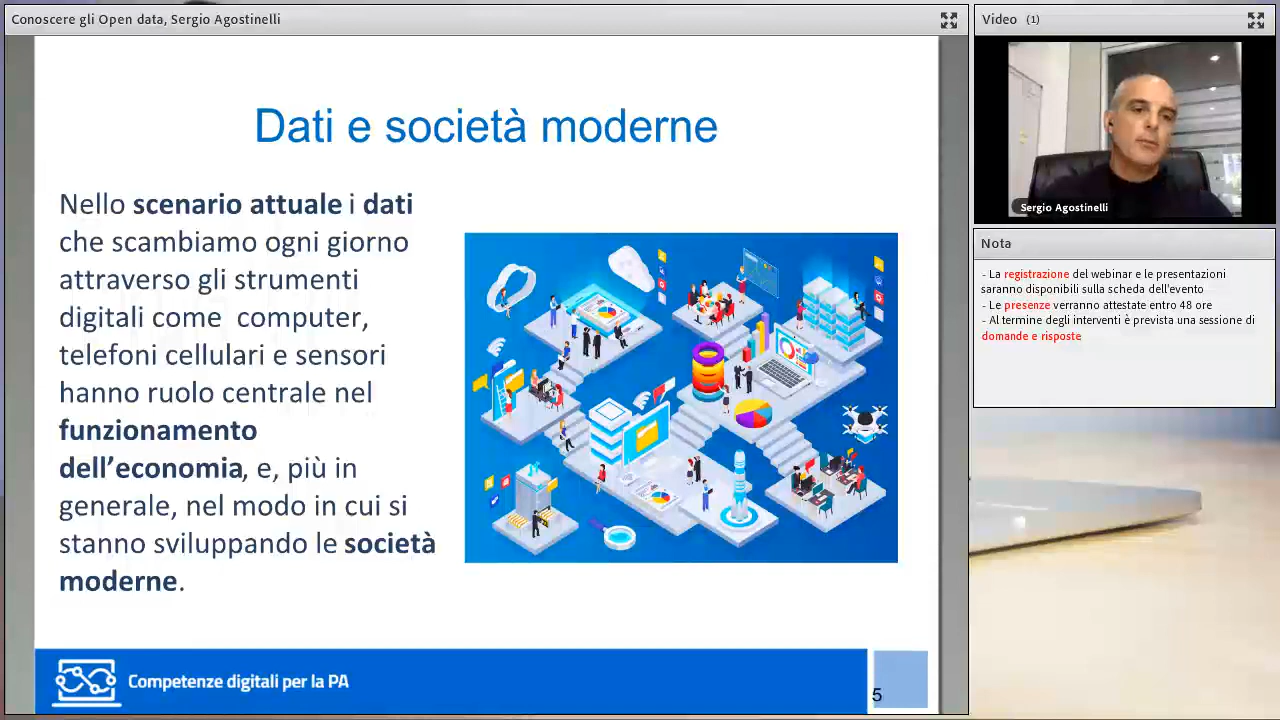 Conoscere gli Open data, Sergio Agostinelli
Dati e società moderne
Nello scenario attuale i dati
che scambiamo ogni giorno
attraverso gli strumenti
digitali come  computer,
telefoni cellulari e sensori
hanno ruolo centrale nel
funzionamento
dell’economia, e, più in
generale, nel modo in cui si
stanno sviluppando le società
moderne.
Competenze digitali per la PA
5
Video (1)
Sergio Agostinelli
Nota
- La registrazione del webinar e le presentazioni
saranno disponibili sulla scheda dell'evento
- Le presenze verranno attestate entro 48 ore
- Al termine degli interventi è prevista una sessione di
domande e risposte